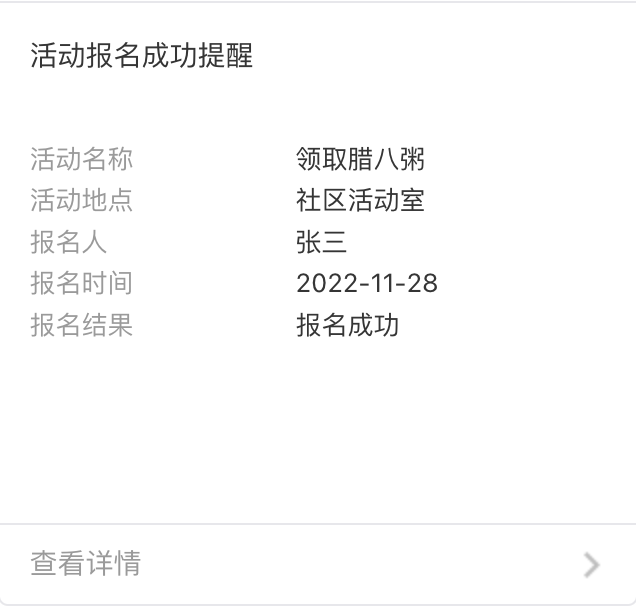 活动报名成功提醒
活动名称 领取腊八粥
活动地点 社区活动室
报名人 张三
报名时间 2022-11-28
报名结果 报名成功
查看详情